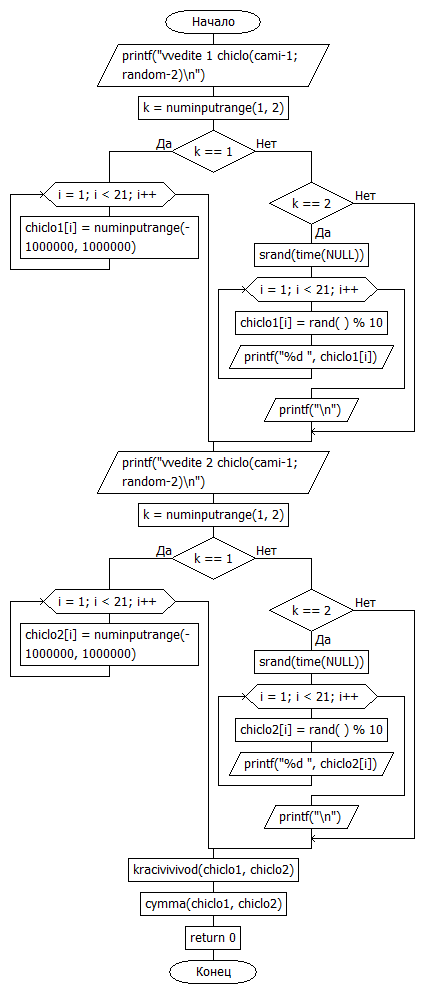 Начало
printf("vvedite 1 chiclo(cami-1;
random-2)\n")
k = numinputrange(1, 2)
k == 1
Да
Нет
i = 1; i < 21; i++
chiclo1[i] = numinputrange(-
1000000, 1000000)
k == 2
Нет
Да
srand(time(NULL))
i = 1; i < 21; i++
chiclo1[i] = rand( ) % 10
printf("%d ", chiclo1[i])
printf("\n")
printf("vvedite 2 chiclo(cami-1;
random-2)\n")
k = numinputrange(1, 2)
k == 1
Да
Нет
i = 1; i < 21; i++
chiclo2[i] = numinputrange(-
1000000, 1000000)
k == 2
Нет
Да
srand(time(NULL))
i = 1; i < 21; i++
chiclo2[i] = rand( ) % 10
printf("%d ", chiclo2[i])
printf("\n")
kracivivivod(chiclo1, chiclo2)
cymma(chiclo1, chiclo2)
return 0
Конец